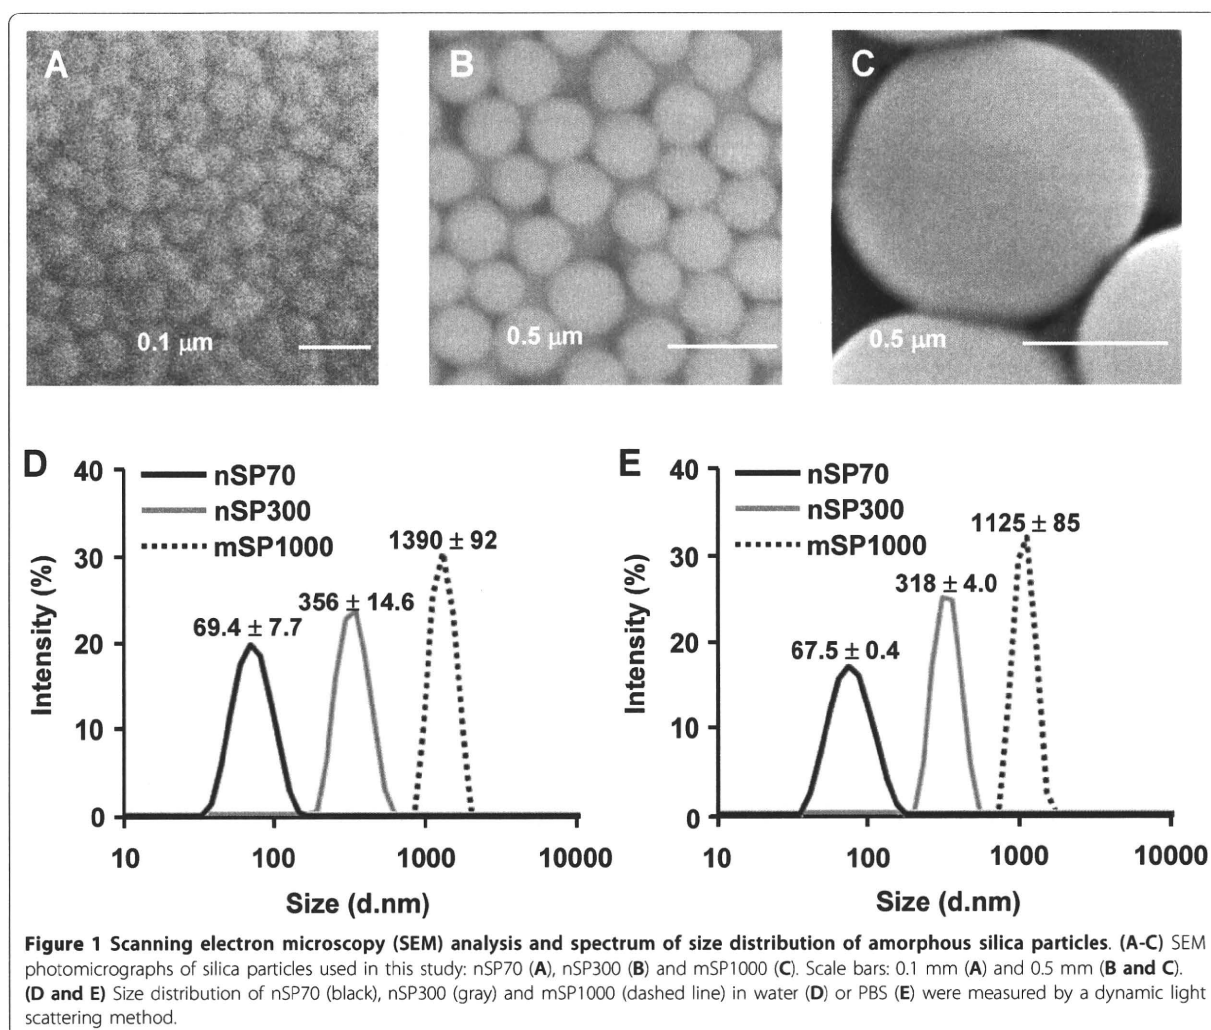 A
B
C
0.1 μm
0.5 μm
0.5 μm
D
40
30
20
10
0
Intensity (%)
nSP70
nSP300
mSP1000
69.4 ± 7.7
356 ± 14.6
1390 ± 92
10
100
1000
10000
Size (d.nm)
E
40
30
20
10
0
Intensity (%)
nSP70
nSP300
mSP1000
67.5 ± 0.4
318 ± 4.0
1125 ± 85
10
100
1000
10000
Size (d.nm)
Figure 1 Scanning electron microscopy (SEM) analysis and spectrum of size distribution of amorphous silica particles. (A-C) SEM
photomicrographs of silica particles used in this study: nSP70 (A), nSP300 (B) and mSP1000 (C). Scale bars: 0.1 mm (A) and 0.5 mm (B and C).
(D and E) Size distribution of nSP70 (black), nSP300 (gray) and mSP1000 (dashed line) in water (D) or PBS (E) were measured by a dynamic light
scattering method.